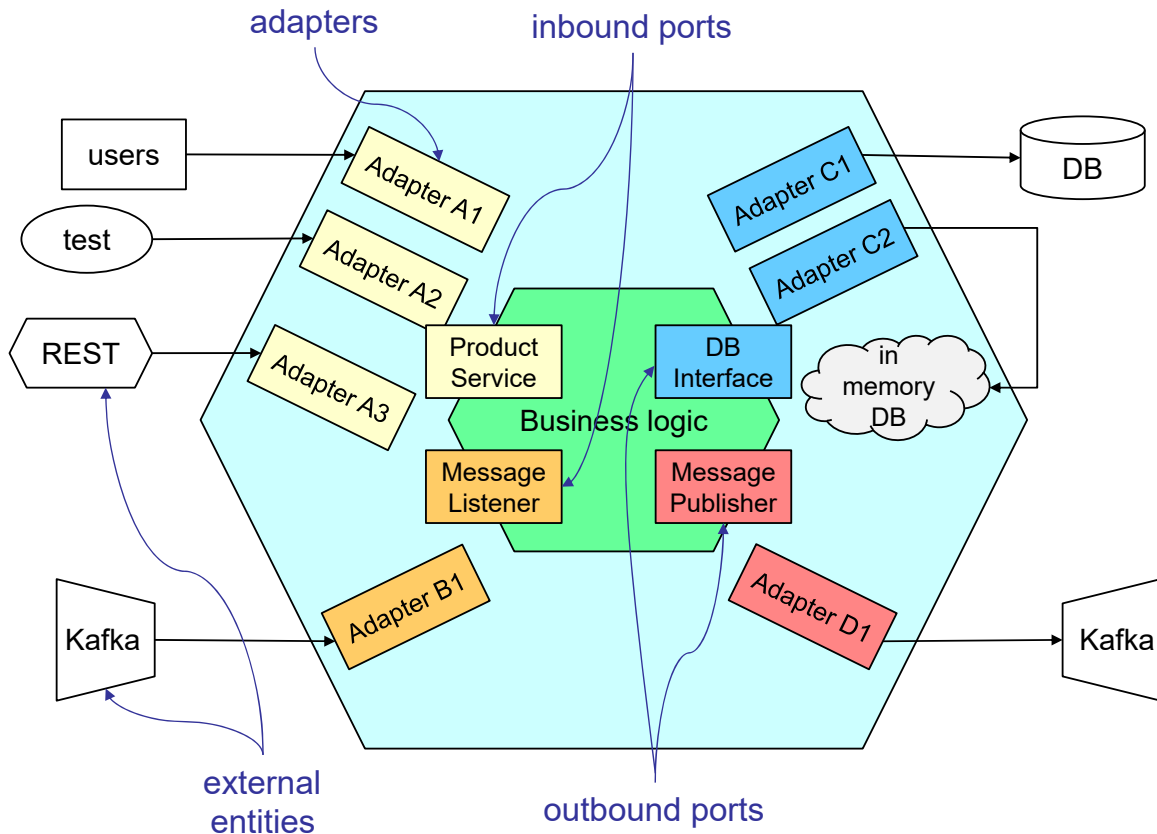 adapters
inbound ports
users
Adapter A1
Adapter C1
DB
test
Adapter A2
Adapter C2
REST
Adapter A3
Product
Service
DB
Interface
in
memory
DB
Business logic
Message
Listener
Message
Publisher
Kafka
Adapter B1
Adapter D1
Kafka
external
entities
outbound ports